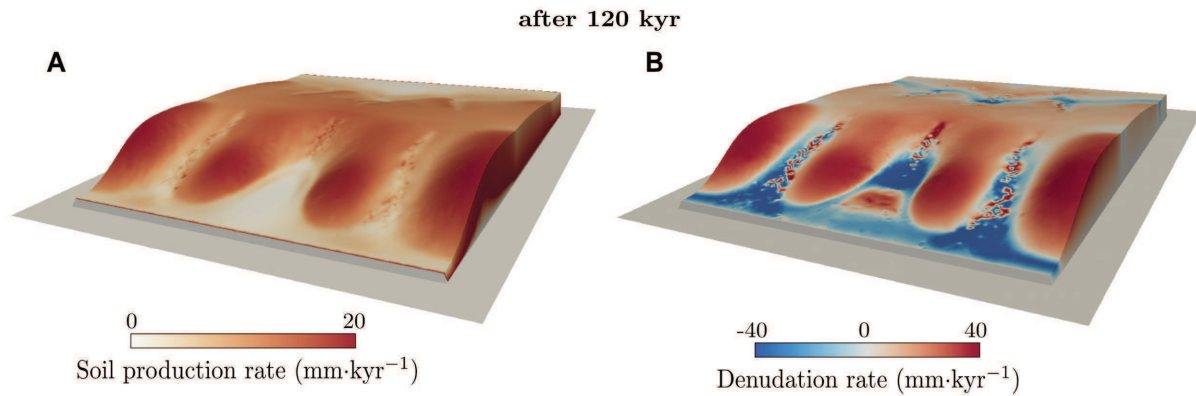 after 120 kyr
A
B
0 20
Soil production rate (mm·kyr⁻¹)
-40 0 40
Denudation rate (mm·kyr⁻¹)